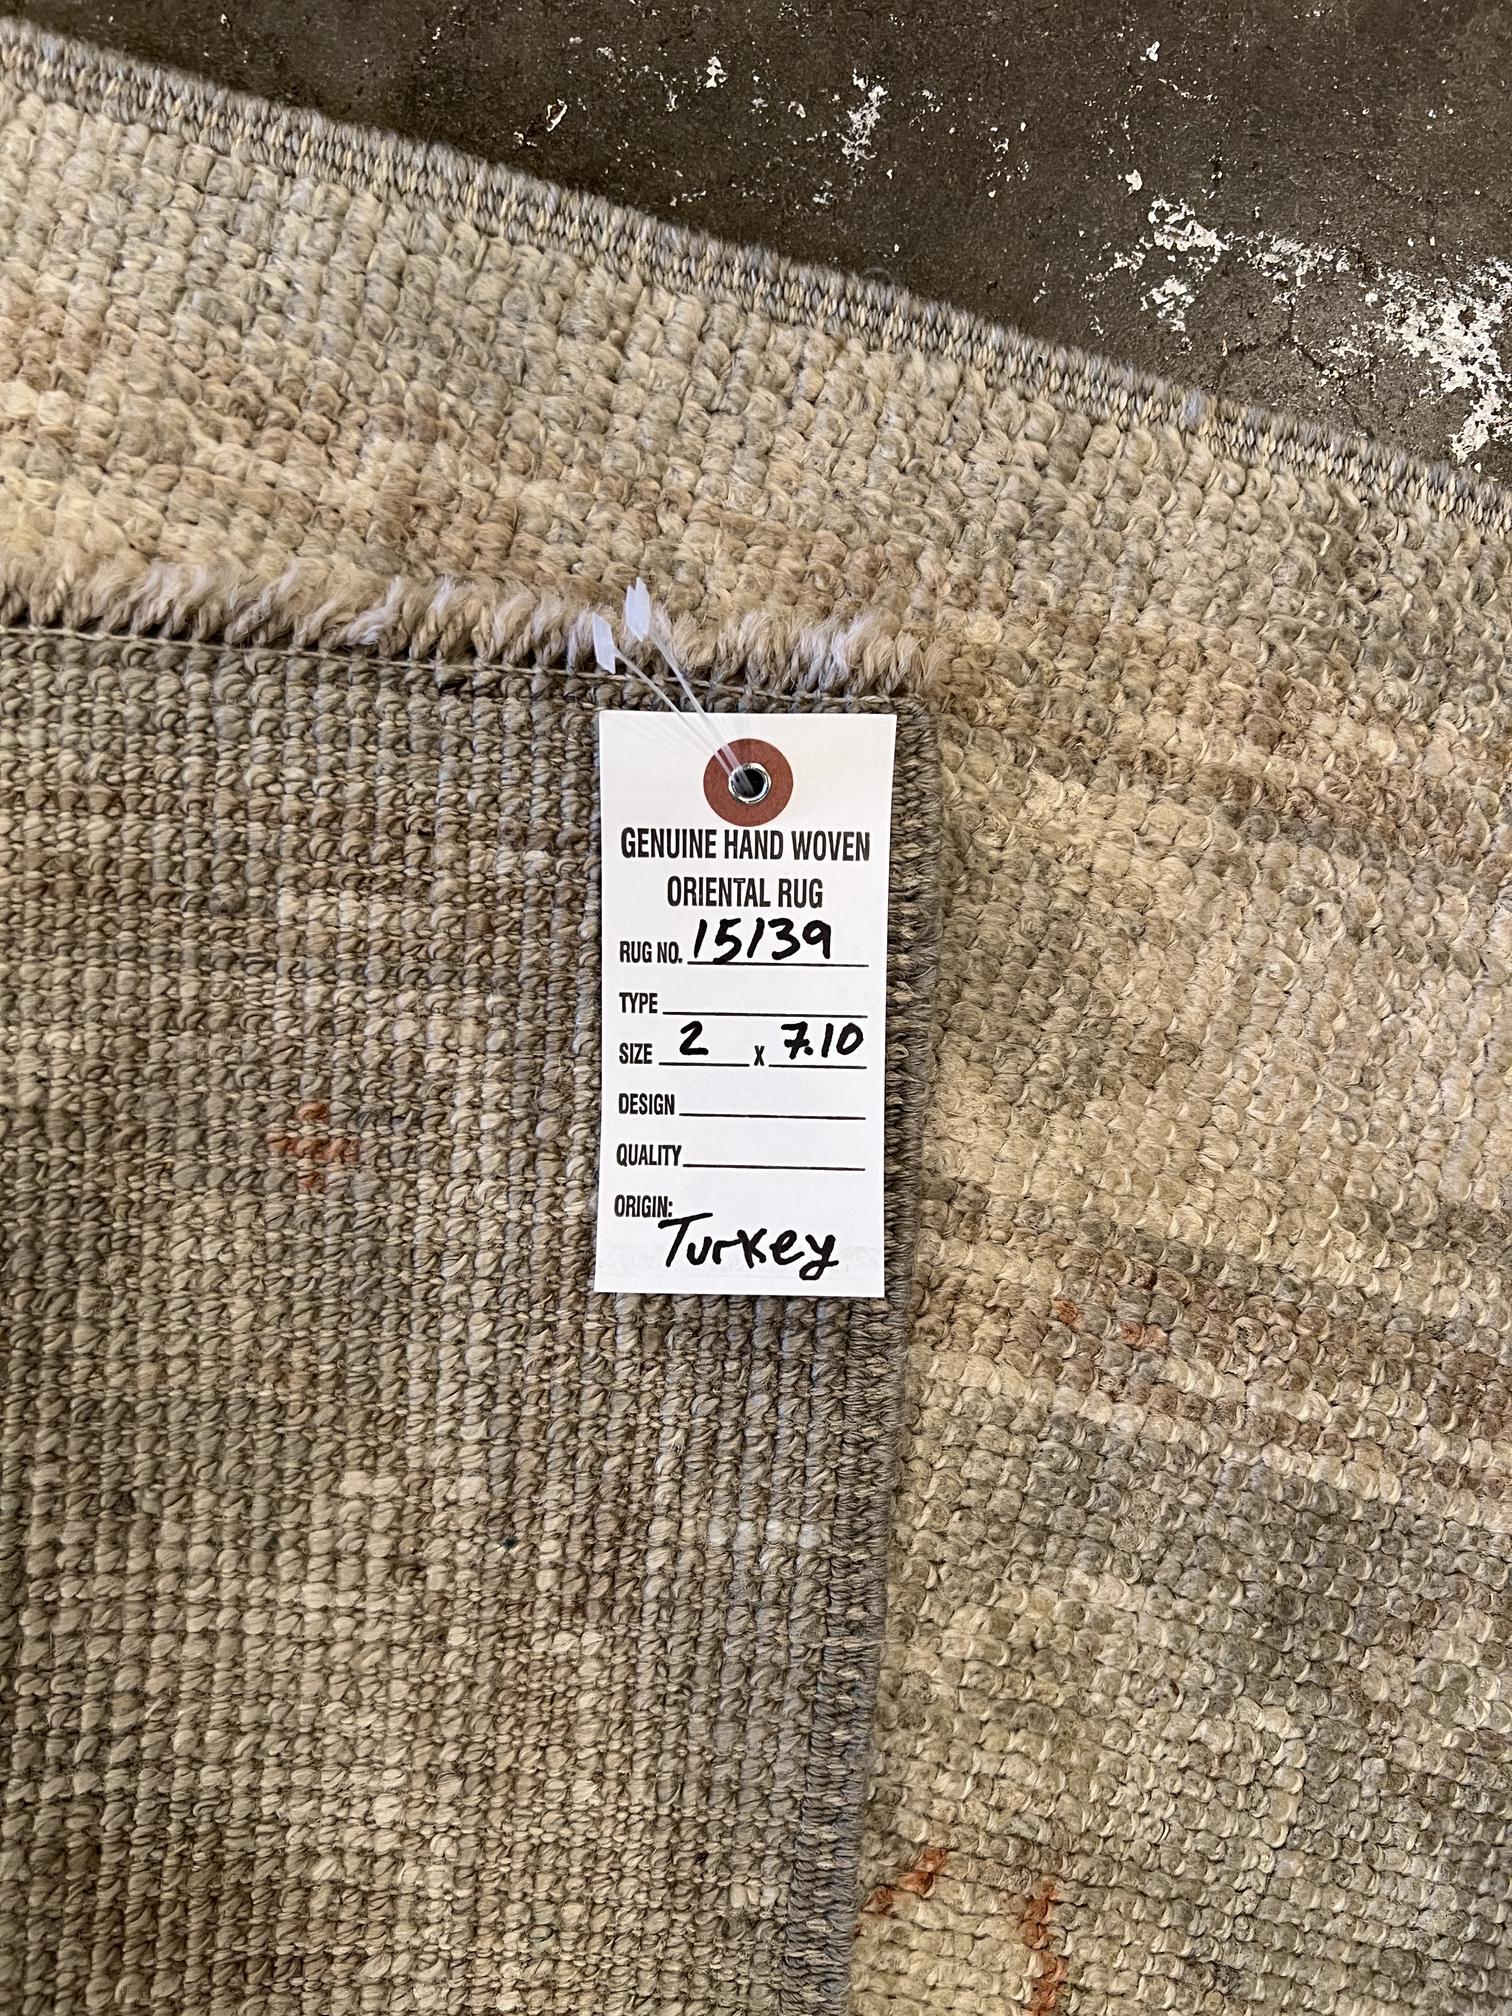 GENUINE HAND WOVEN
ORIENTAL RUG
RUG NO. 15139
TYPE
SIZE 2 x 7.10
DESIGN
QUALITY
ORIGIN:
Turkey